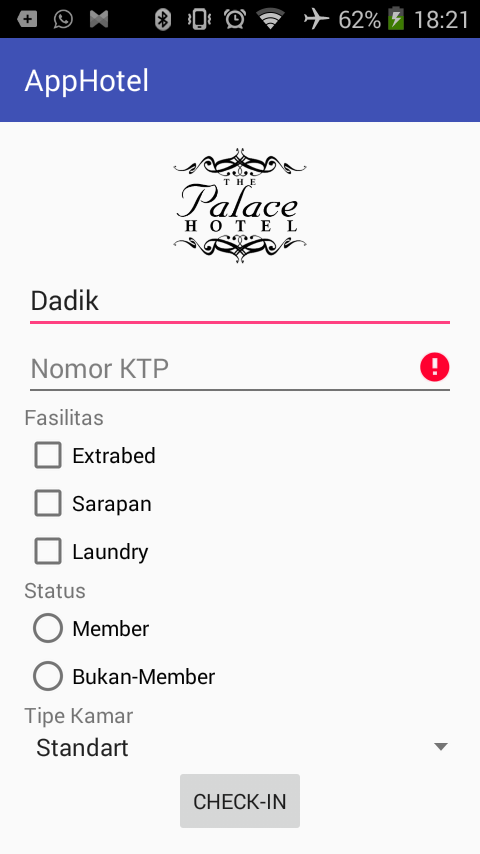 62% 18:21
AppHotel
THE
Palace
HOTEL
Dadik
Nomor KTP
Fasilitas
Extrabed
Sarapan
Laundry
Status
Member
Bukan-Member
Tipe Kamar
Standart
CHECK-IN